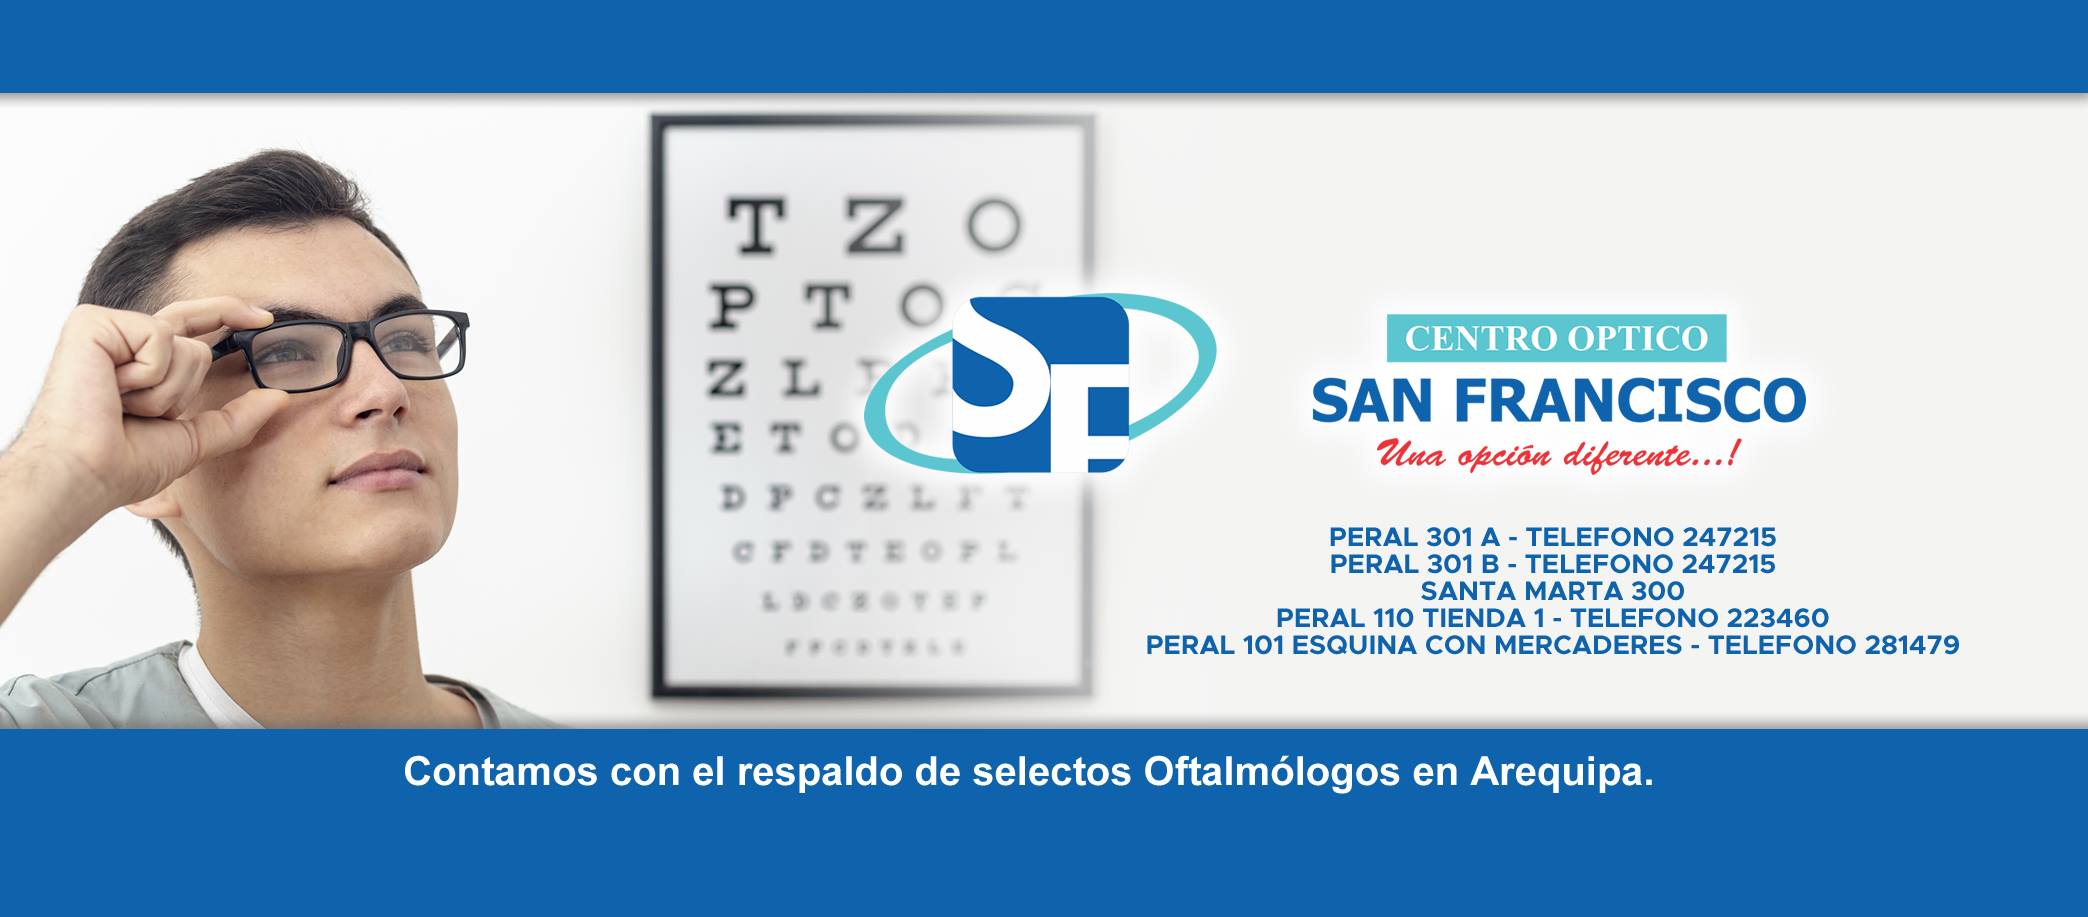 T Z O
P T O
Z L
E T O
D P C Z L F T
C F D T E O P L
L D C Z O T E F
SF
CENTRO OPTICO
SAN FRANCISCO
Una opción diferente...!
PERAL 301 A - TELEFONO 247215
PERAL 301 B - TELEFONO 247215
SANTA MARTA 300
PERAL 110 TIENDA 1 - TELEFONO 223460
PERAL 101 ESQUINA CON MERCADERES - TELEFONO 281479
Contamos con el respaldo de selectos Oftalmólogos en Arequipa.